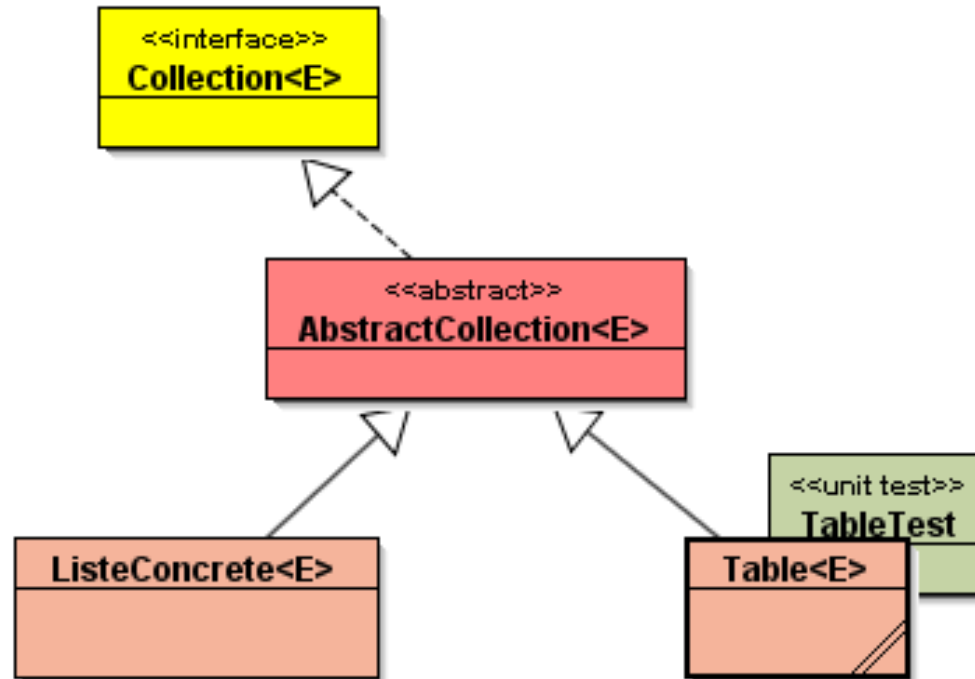 <<interface>>
Collection<E>
<<abstract>>
AbstractCollection<E>
<<unit test>>
TableTest
ListeConcrete<E>
Table<E>